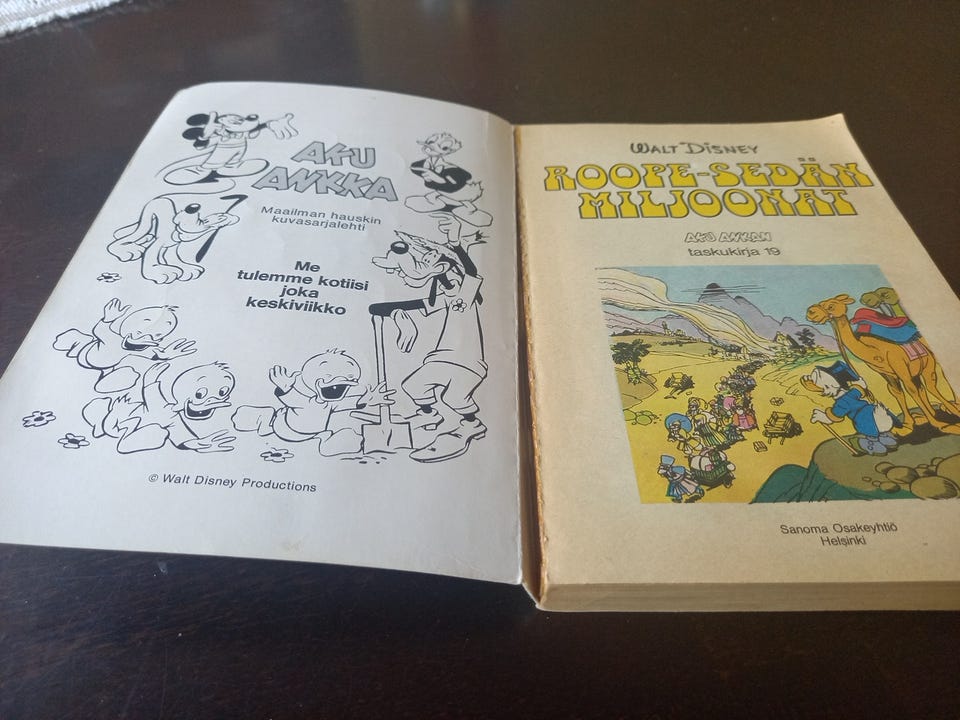 AKU
ANKKA
Maailman hauskin
kuvasarjalehti
Me
tulemme kotiisi
joka
keskiviikko
© Walt Disney Productions
WALT DISNEY
ROOPE-SEDÄN
MILJOONAT
AKU ANKAN
taskukirja 19
Sanoma Osakeyhtiö
Helsinki